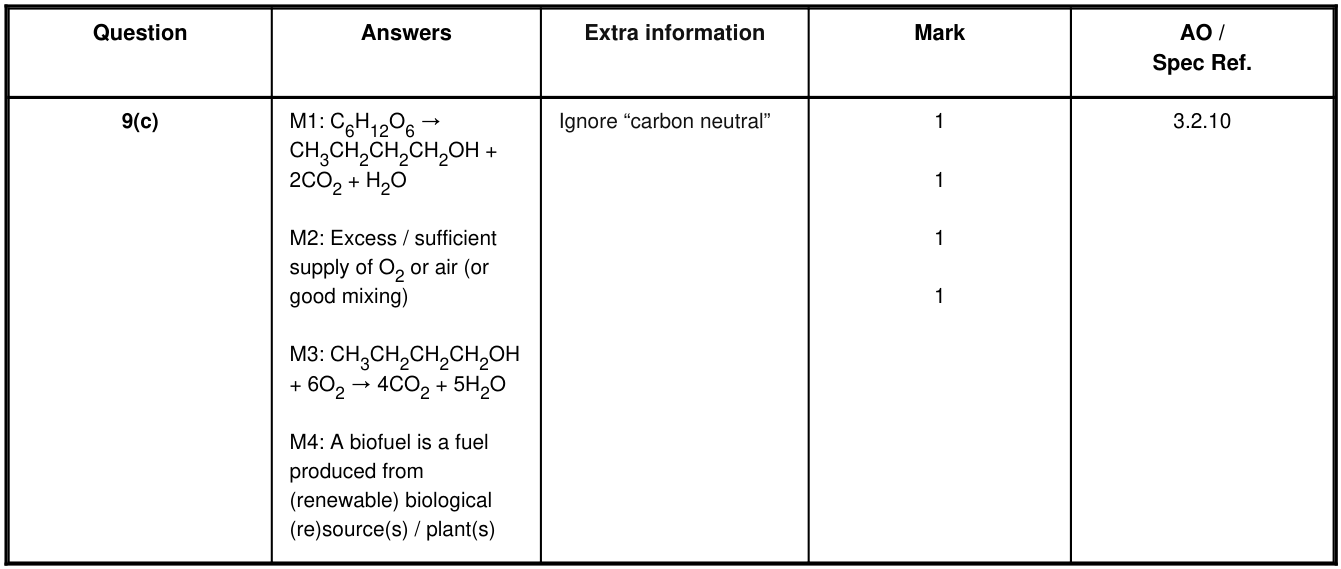 Question Answers Extra information Mark AO /
Spec Ref.
9(c) M1: C6H12O6 → Ignore “carbon neutral” 1 3.2.10
CH3CH2CH2CH2OH +
2CO2 + H2O 1
M2: Excess / sufficient 1
supply of O2 or air (or
good mixing) 1
M3: CH3CH2CH2CH2OH
+ 6O2 → 4CO2 + 5H2O
M4: A biofuel is a fuel
produced from
(renewable) biological
(re)source(s) / plant(s)